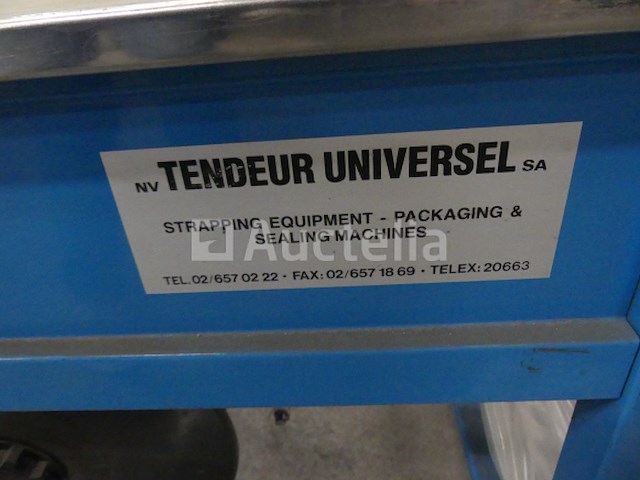 NV TENDEUR UNIVERSEL SA
STRAPPING EQUIPMENT - PACKAGING &
SEALING MACHINES
Auctelia
TEL. 02/657 02 22 · FAX: 02/657 18 69 · TELEX: 20663